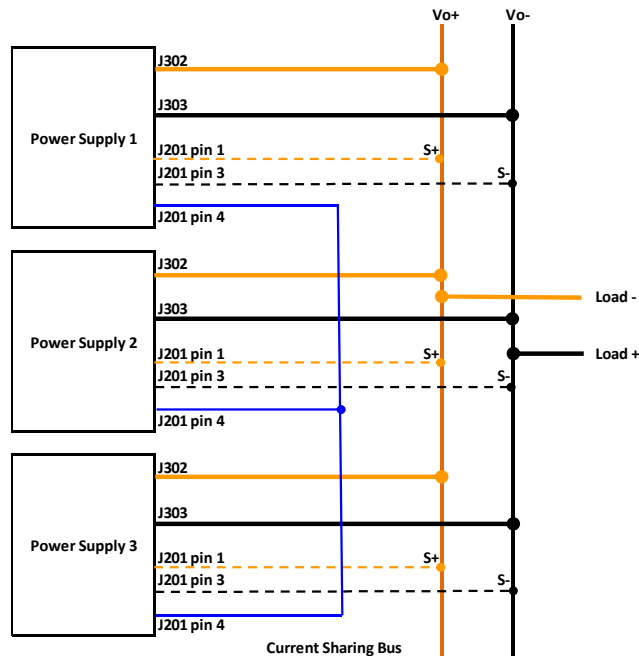 Vo+
Vo-
J302
J303
Power Supply 1
J201 pin 1
S+
J201 pin 3
S-
J201 pin 4
J302
Load -
J303
Power Supply 2
J201 pin 1
S+
Load +
J201 pin 3
S-
J201 pin 4
J302
J303
Power Supply 3
J201 pin 1
S+
J201 pin 3
S-
J201 pin 4
Current Sharing Bus